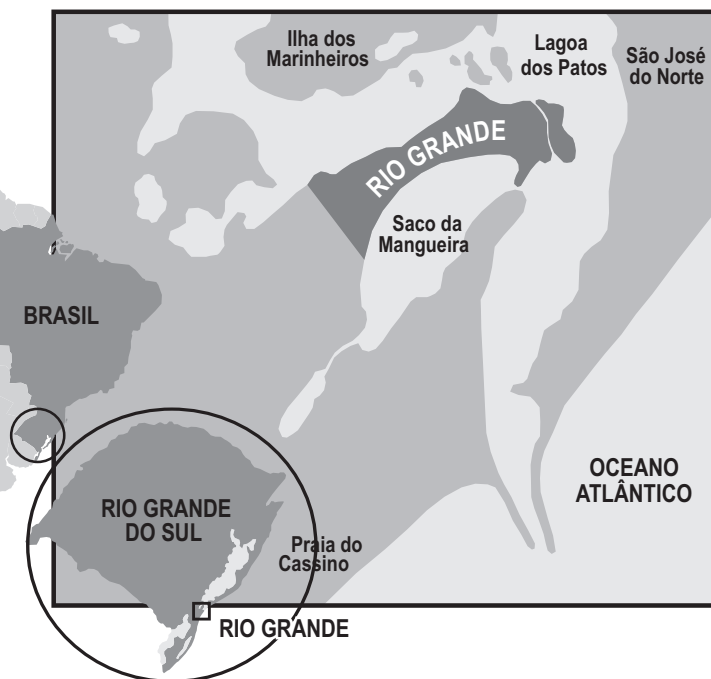 Ilha dos
Marinheiros
Lagoa
dos Patos
São José
do Norte
RIO GRANDE
Saco da
Mangueira
BRASIL
OCEANO
ATLÂNTICO
RIO GRANDE
DO SUL
Praia do
Cassino
RIO GRANDE